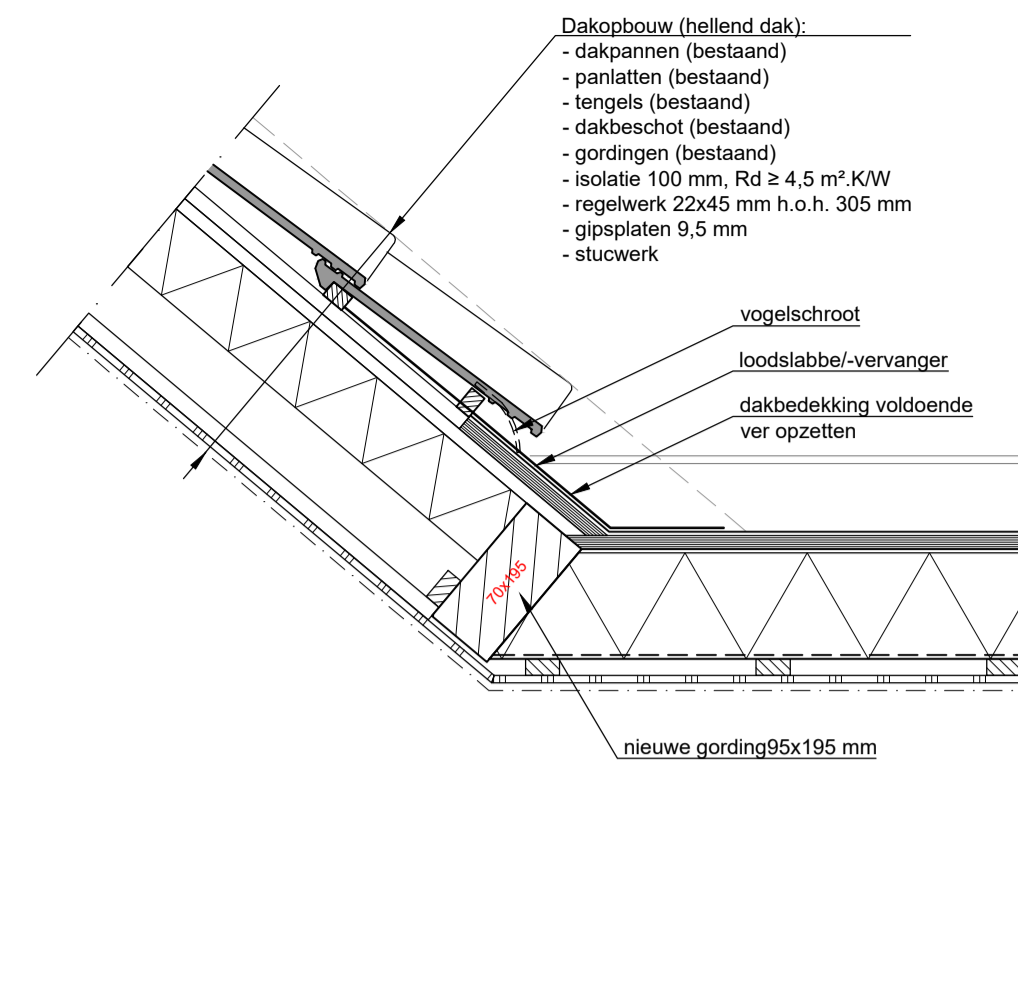 Dakopbouw (hellend dak):
- dakpannen (bestaand)
- panlatten (bestaand)
- tengels (bestaand)
- dakbeschot (bestaand)
- gordingen (bestaand)
- isolatie 100 mm, Rd ≥ 4,5 m².K/W
- regelwerk 22x45 mm h.o.h. 305 mm
- gipsplaten 9,5 mm
- stucwerk
vogelschroot
loodslabbe/-vervanger
dakbedekking voldoende
ver opzetten
70x195
nieuwe gording95x195 mm